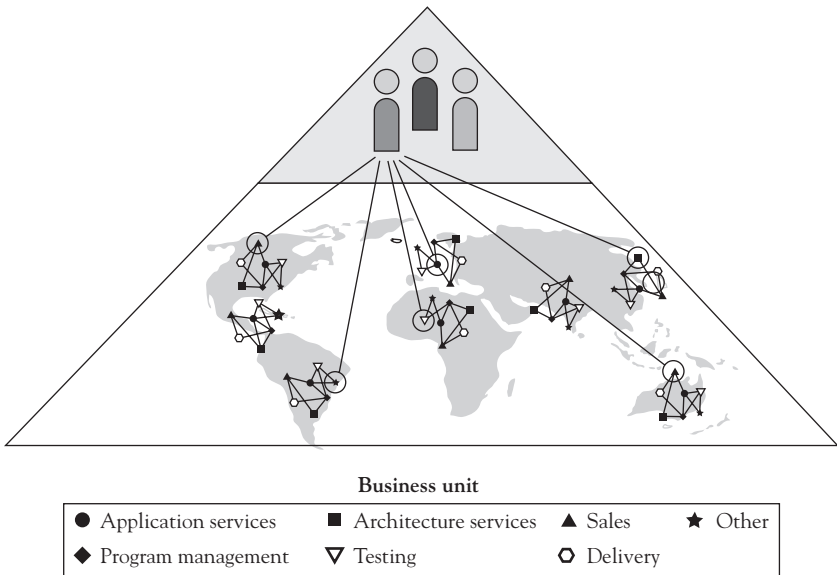 Business unit
Application services Architecture services Sales Other
Program management Testing Delivery